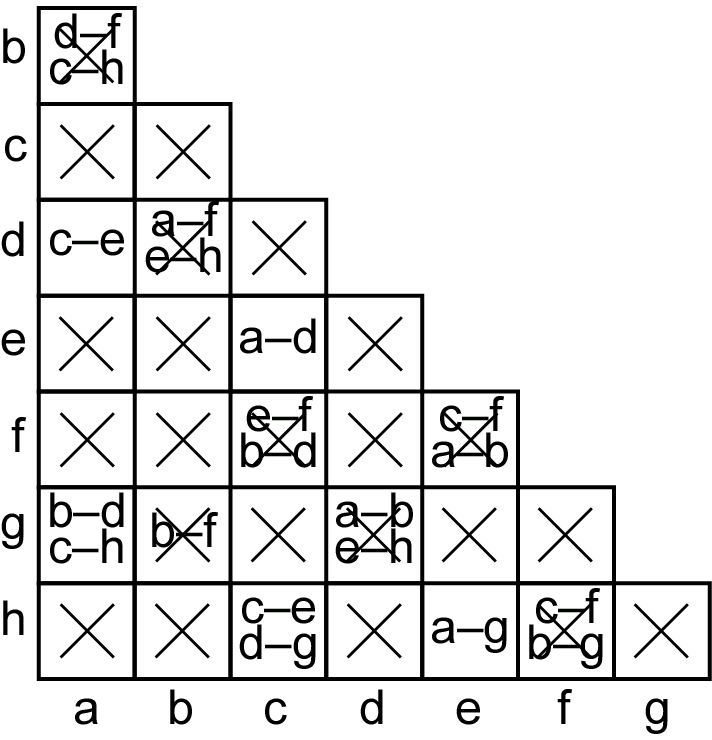 b
d–f
c–h
c
d
c–e
a–f
e–h
e
a–d
f
e–f
b–d
c–f
a–b
g
b–d
c–h
b–f
a–b
e–h
h
c–e
d–g
a–g
c–f
b–g
a b c d e f g